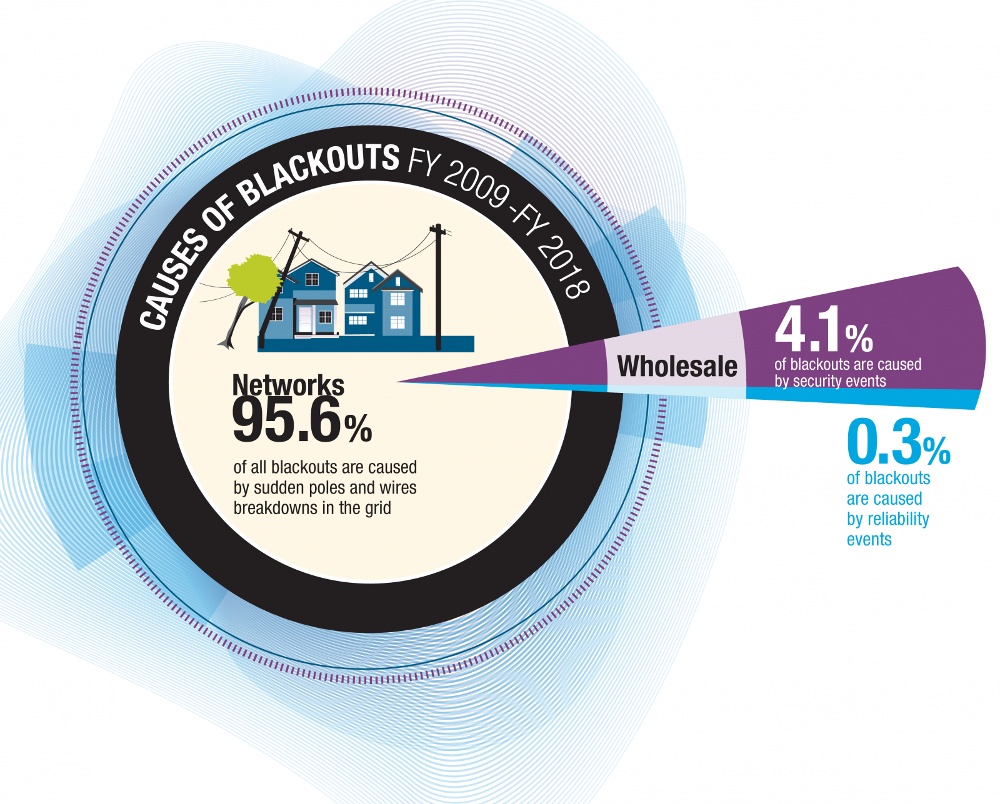 CAUSES OF BLACKOUTS FY 2009 -FY 2018
Networks
95.6%
of all blackouts are caused
by sudden poles and wires
breakdowns in the grid
Wholesale
4.1%
of blackouts are caused
by security events
0.3%
of blackouts
are caused
by reliability
events